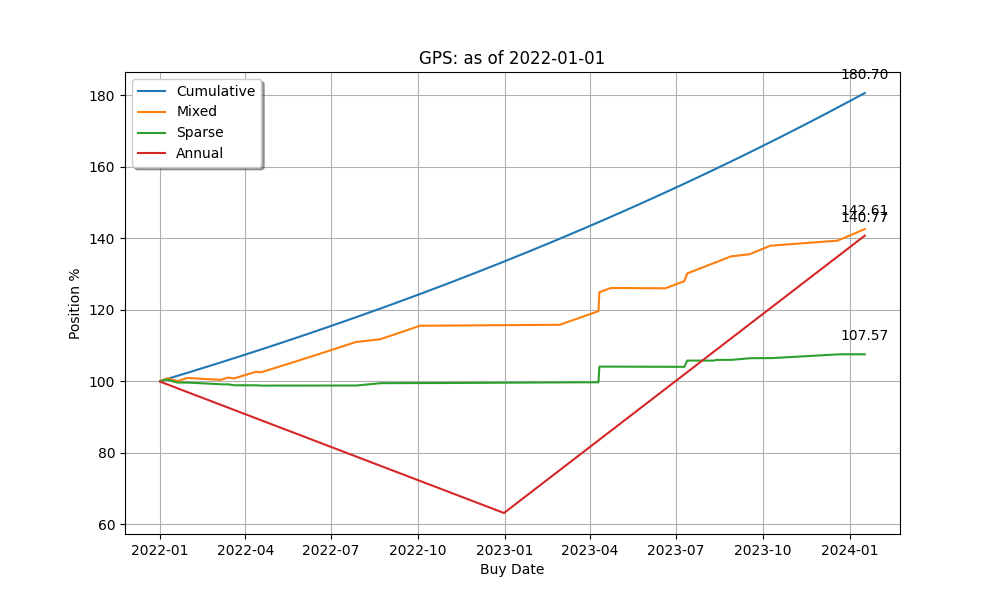 GPS: as of 2022-01-01
180.70
Cumulative
Mixed
Sparse
Annual
142.61
140.77
107.57
180
160
140
120
100
80
60
Position %
2022-01 2022-04 2022-07 2022-10 2023-01 2023-04 2023-07 2023-10 2024-01
Buy Date